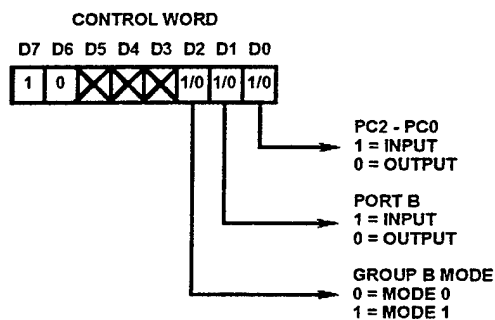 CONTROL WORD
D7 D6 D5 D4 D3 D2 D1 D0
1 0 1/0 1/0 1/0
PC2 - PC0
1 = INPUT
0 = OUTPUT
PORT B
1 = INPUT
0 = OUTPUT
GROUP B MODE
0 = MODE 0
1 = MODE 1